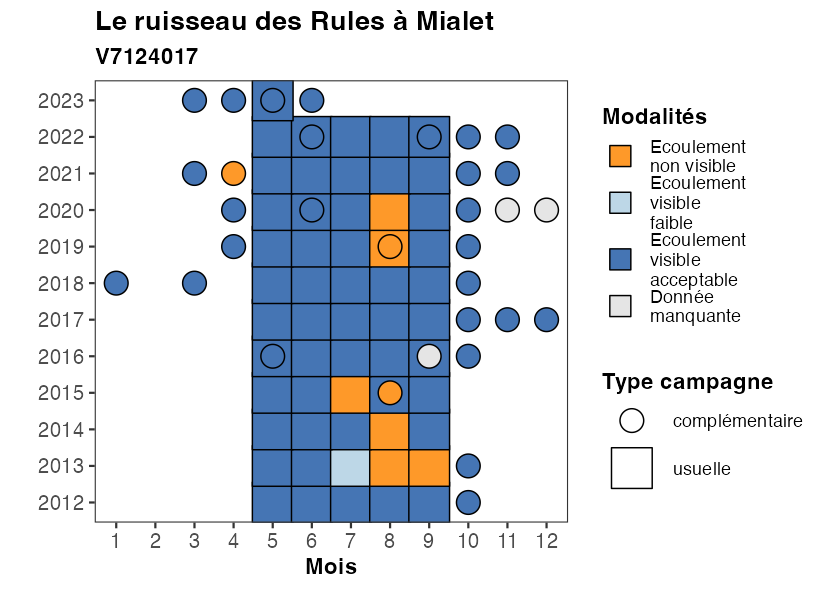 Le ruisseau des Rules à Mialet
V7124017
2023
2022
2021
2020
2019
2018
2017
2016
2015
2014
2013
2012
1 2 3 4 5 6 7 8 9 10 11 12
Mois
Modalités
Ecoulement
non visible
Ecoulement
visible
faible
Ecoulement
visible
acceptable
Donnée
manquante
Type campagne
complémentaire
usuelle